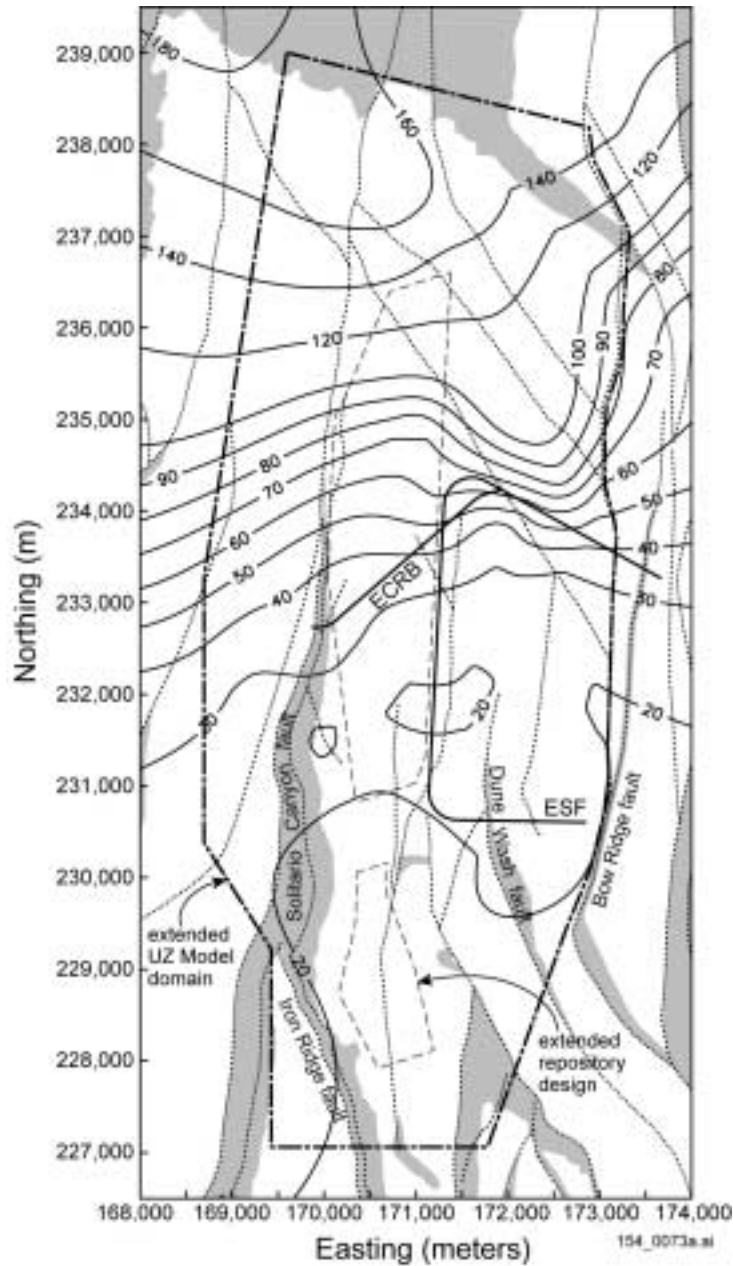 239,000
238,000
237,000
236,000
235,000
234,000
233,000
232,000
231,000
230,000
229,000
228,000
227,000
Northing (m)
180
160
140
120
140
120
80
70
100
90
120
90
80
70
60
50
40
60
50
40
30
ECRB
20
20
ESF
Solitario Canyon fault
Dune Wash fault
Bow Ridge fault
extended
UZ Model
domain
20
Iron Ridge fault
extended
repository
design
168,000
169,000
170,000
171,000
172,000
173,000
174,000
Easting (meters)
154_0073a.ai